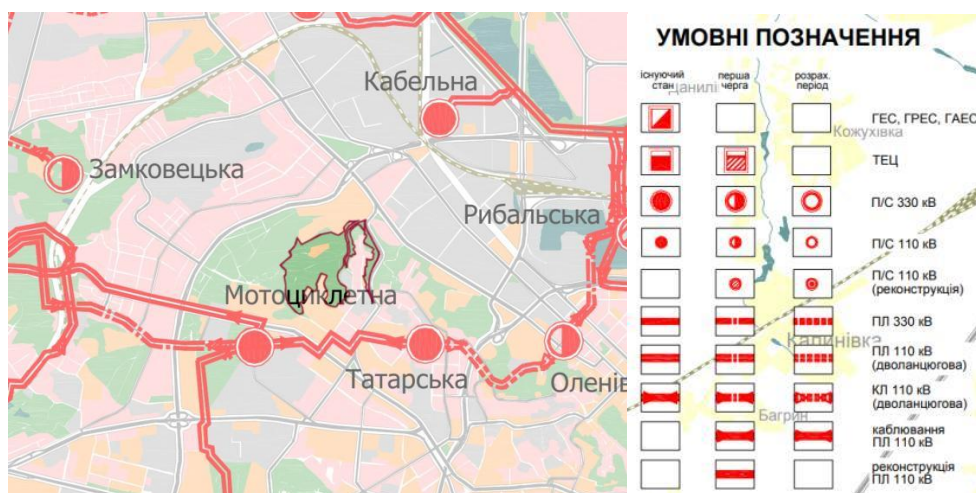 Кабельна
Замковецька
Рибальська
Мотоциклетна
Татарська
Оленів
УМОВНІ ПОЗНАЧЕННЯ
існуючий стан
перша черга
розрах. період
Данилі
ГЕС, ГРЕС, ГАЕС
Кожухівка
ТЕЦ
П/С 330 кВ
П/С 110 кВ
П/С 110 кВ
(реконструкція)
ПЛ 330 кВ
Калинівка
ПЛ 110 кВ
(дволанцюгова)
КЛ 110 кВ
(дволанцюгова)
Багрин
каблювання
ПЛ 110 кВ
реконструкція
ПЛ 110 кВ